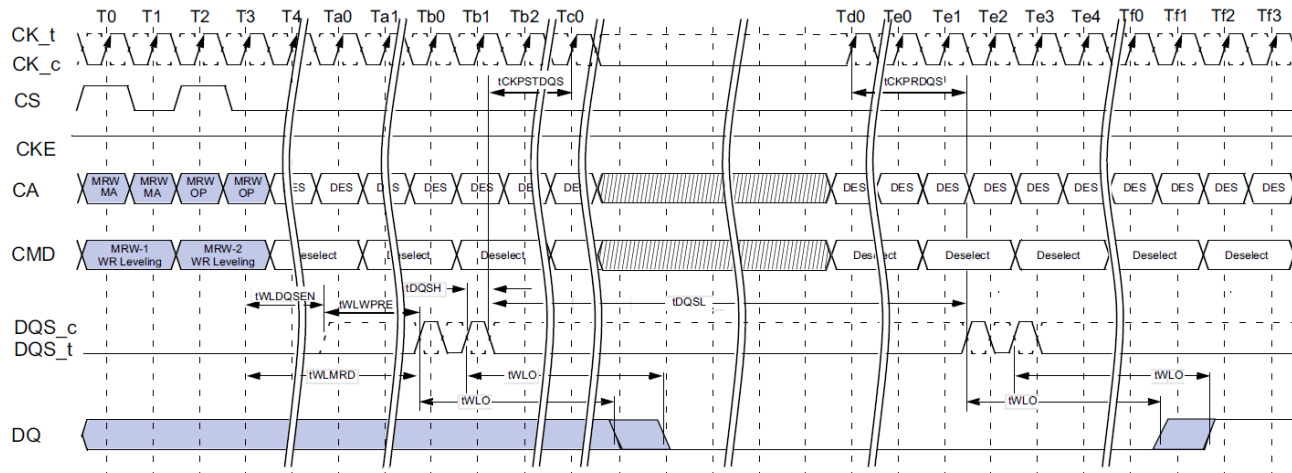 T0 T1 T2 T3 T4 Ta0 Ta1 Tb0 Tb1 Tb2 Tc0 Td0 Te0 Te1 Te2 Te3 Te4 Tf0 Tf1 Tf2 Tf3
CK_t
CK_c
tCKPSTDQS tCKPRDQS
CS
CKE
CA
MRW MRW MRW MRW
MA MA OP OP
ES DES DES DES DES DES DES DES DES DES DES DES DES DES DES DES DES
CMD
MRW-1 MRW-2
WR Leveling WR Leveling
Deselect Deselect Deselect Deselect Deselect Deselect Deselect Deselect
tWLDQSEN tWLWPRE tDQSH tDQSL
DQS_c
DQS_t
tWLMRD tWLO tWLO
tWLO tWLO
DQ